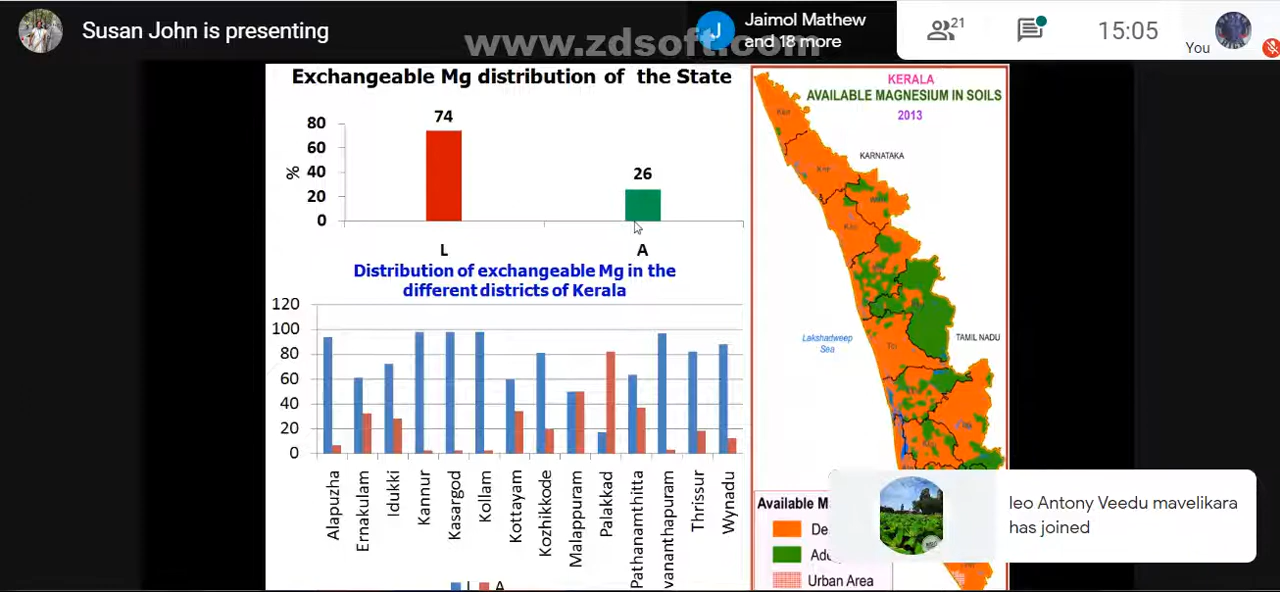 Susan John is presenting
www.zdsoft.com
J
Jaimol Mathew
and 18 more
21
15:05
You
Exchangeable Mg distribution of the State
80
60
40
20
0
%
74
26
L
A
Distribution of exchangeable Mg in the
different districts of Kerala
120
100
80
60
40
20
0
Alapuzha
Ernakulam
Idukki
Kannur
Kasargod
Kollam
Kottayam
Kozhikkode
Malappuram
Palakkad
Pathanamthitta
vananthapuram
Thrissur
Wynadu
L
A
KERALA
AVAILABLE MAGNESIUM IN SOILS
2013
KARNATAKA
Lakshadweep
Sea
TAMIL NADU
Available M
De
Ade
Urban Area
leo Antony Veedu mavelikara
has joined